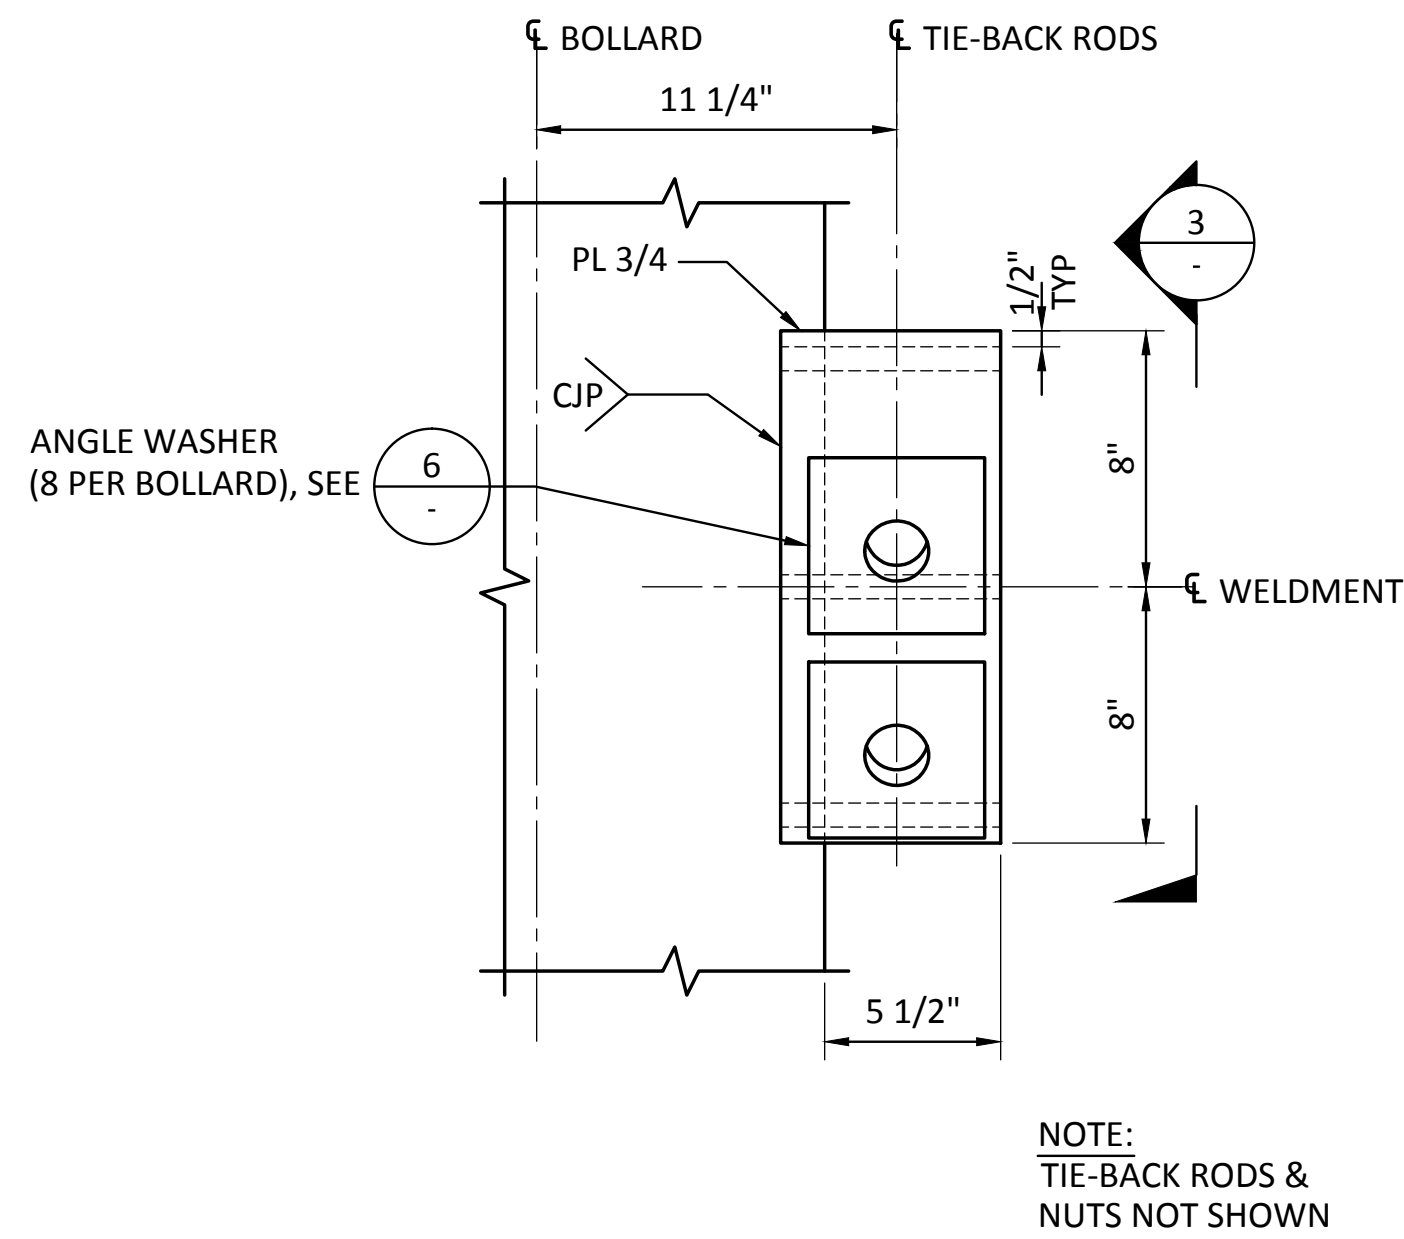 ℄ BOLLARD
℄ TIE-BACK RODS
11 1/4"
3
-
PL 3/4
1/2"
TYP
CJP
ANGLE WASHER
(8 PER BOLLARD), SEE
6
-
8"
℄ WELDMENT
8"
5 1/2"
NOTE:
TIE-BACK RODS &
NUTS NOT SHOWN